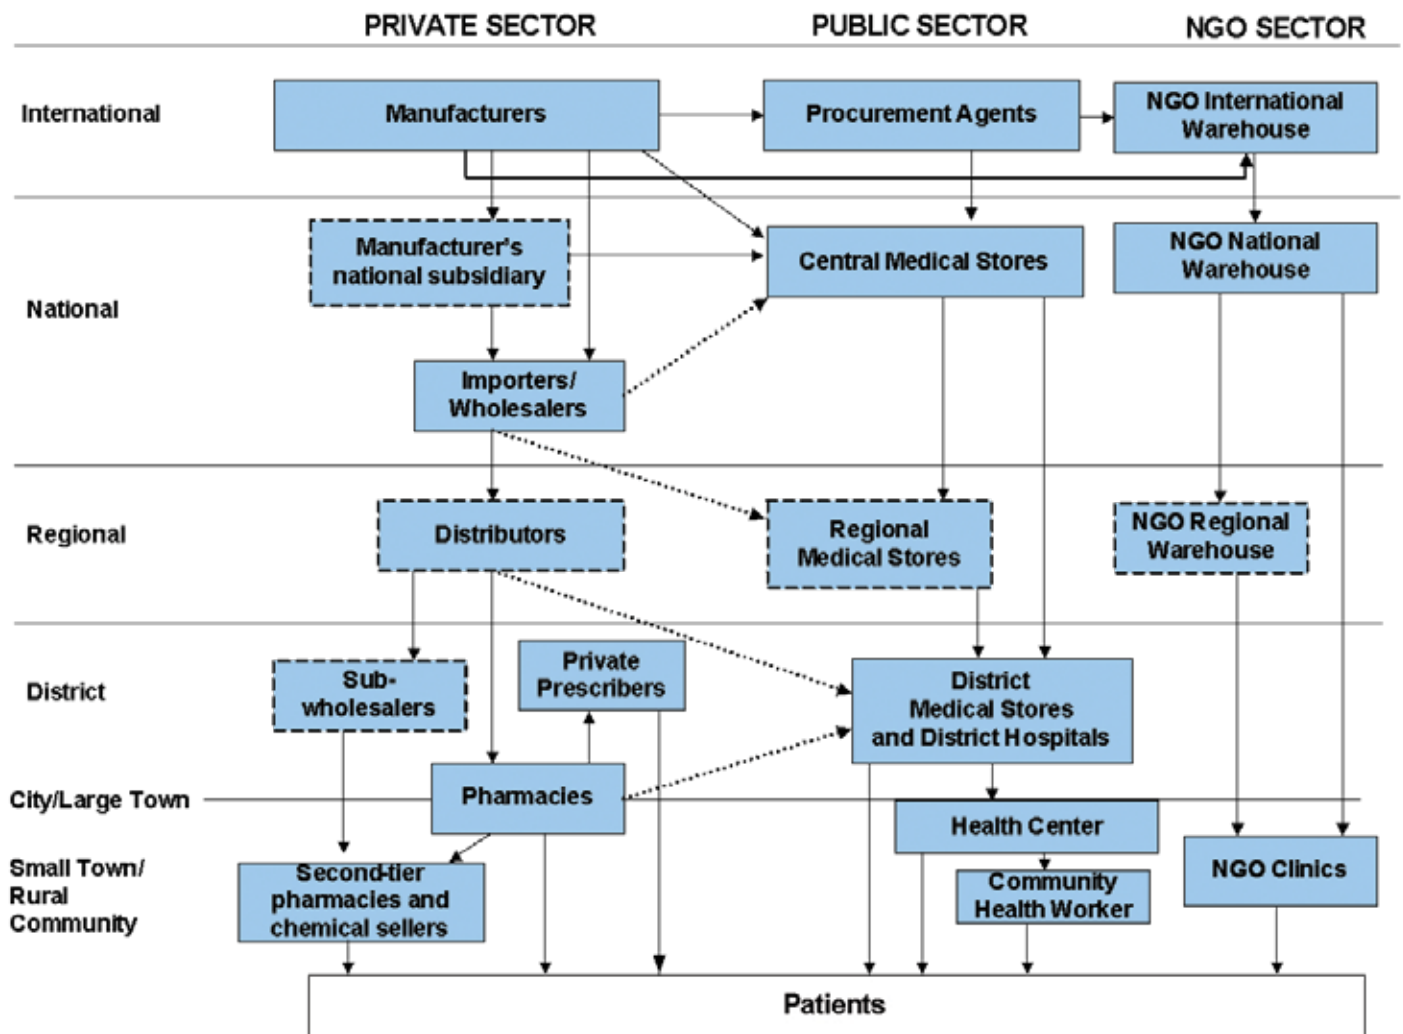 PRIVATE SECTOR
PUBLIC SECTOR
NGO SECTOR
International
Manufacturers
Procurement Agents
NGO International
Warehouse
National
Manufacturer's
national subsidiary
Central Medical Stores
NGO National
Warehouse
Importers/
Wholesalers
Regional
Distributors
Regional
Medical Stores
NGO Regional
Warehouse
District
Sub-
wholesalers
Private
Prescribers
District
Medical Stores
and District Hospitals
City/Large Town
Pharmacies
Health Center
Small Town/
Rural
Community
Second-tier
pharmacies and
chemical sellers
Community
Health Worker
NGO Clinics
Patients